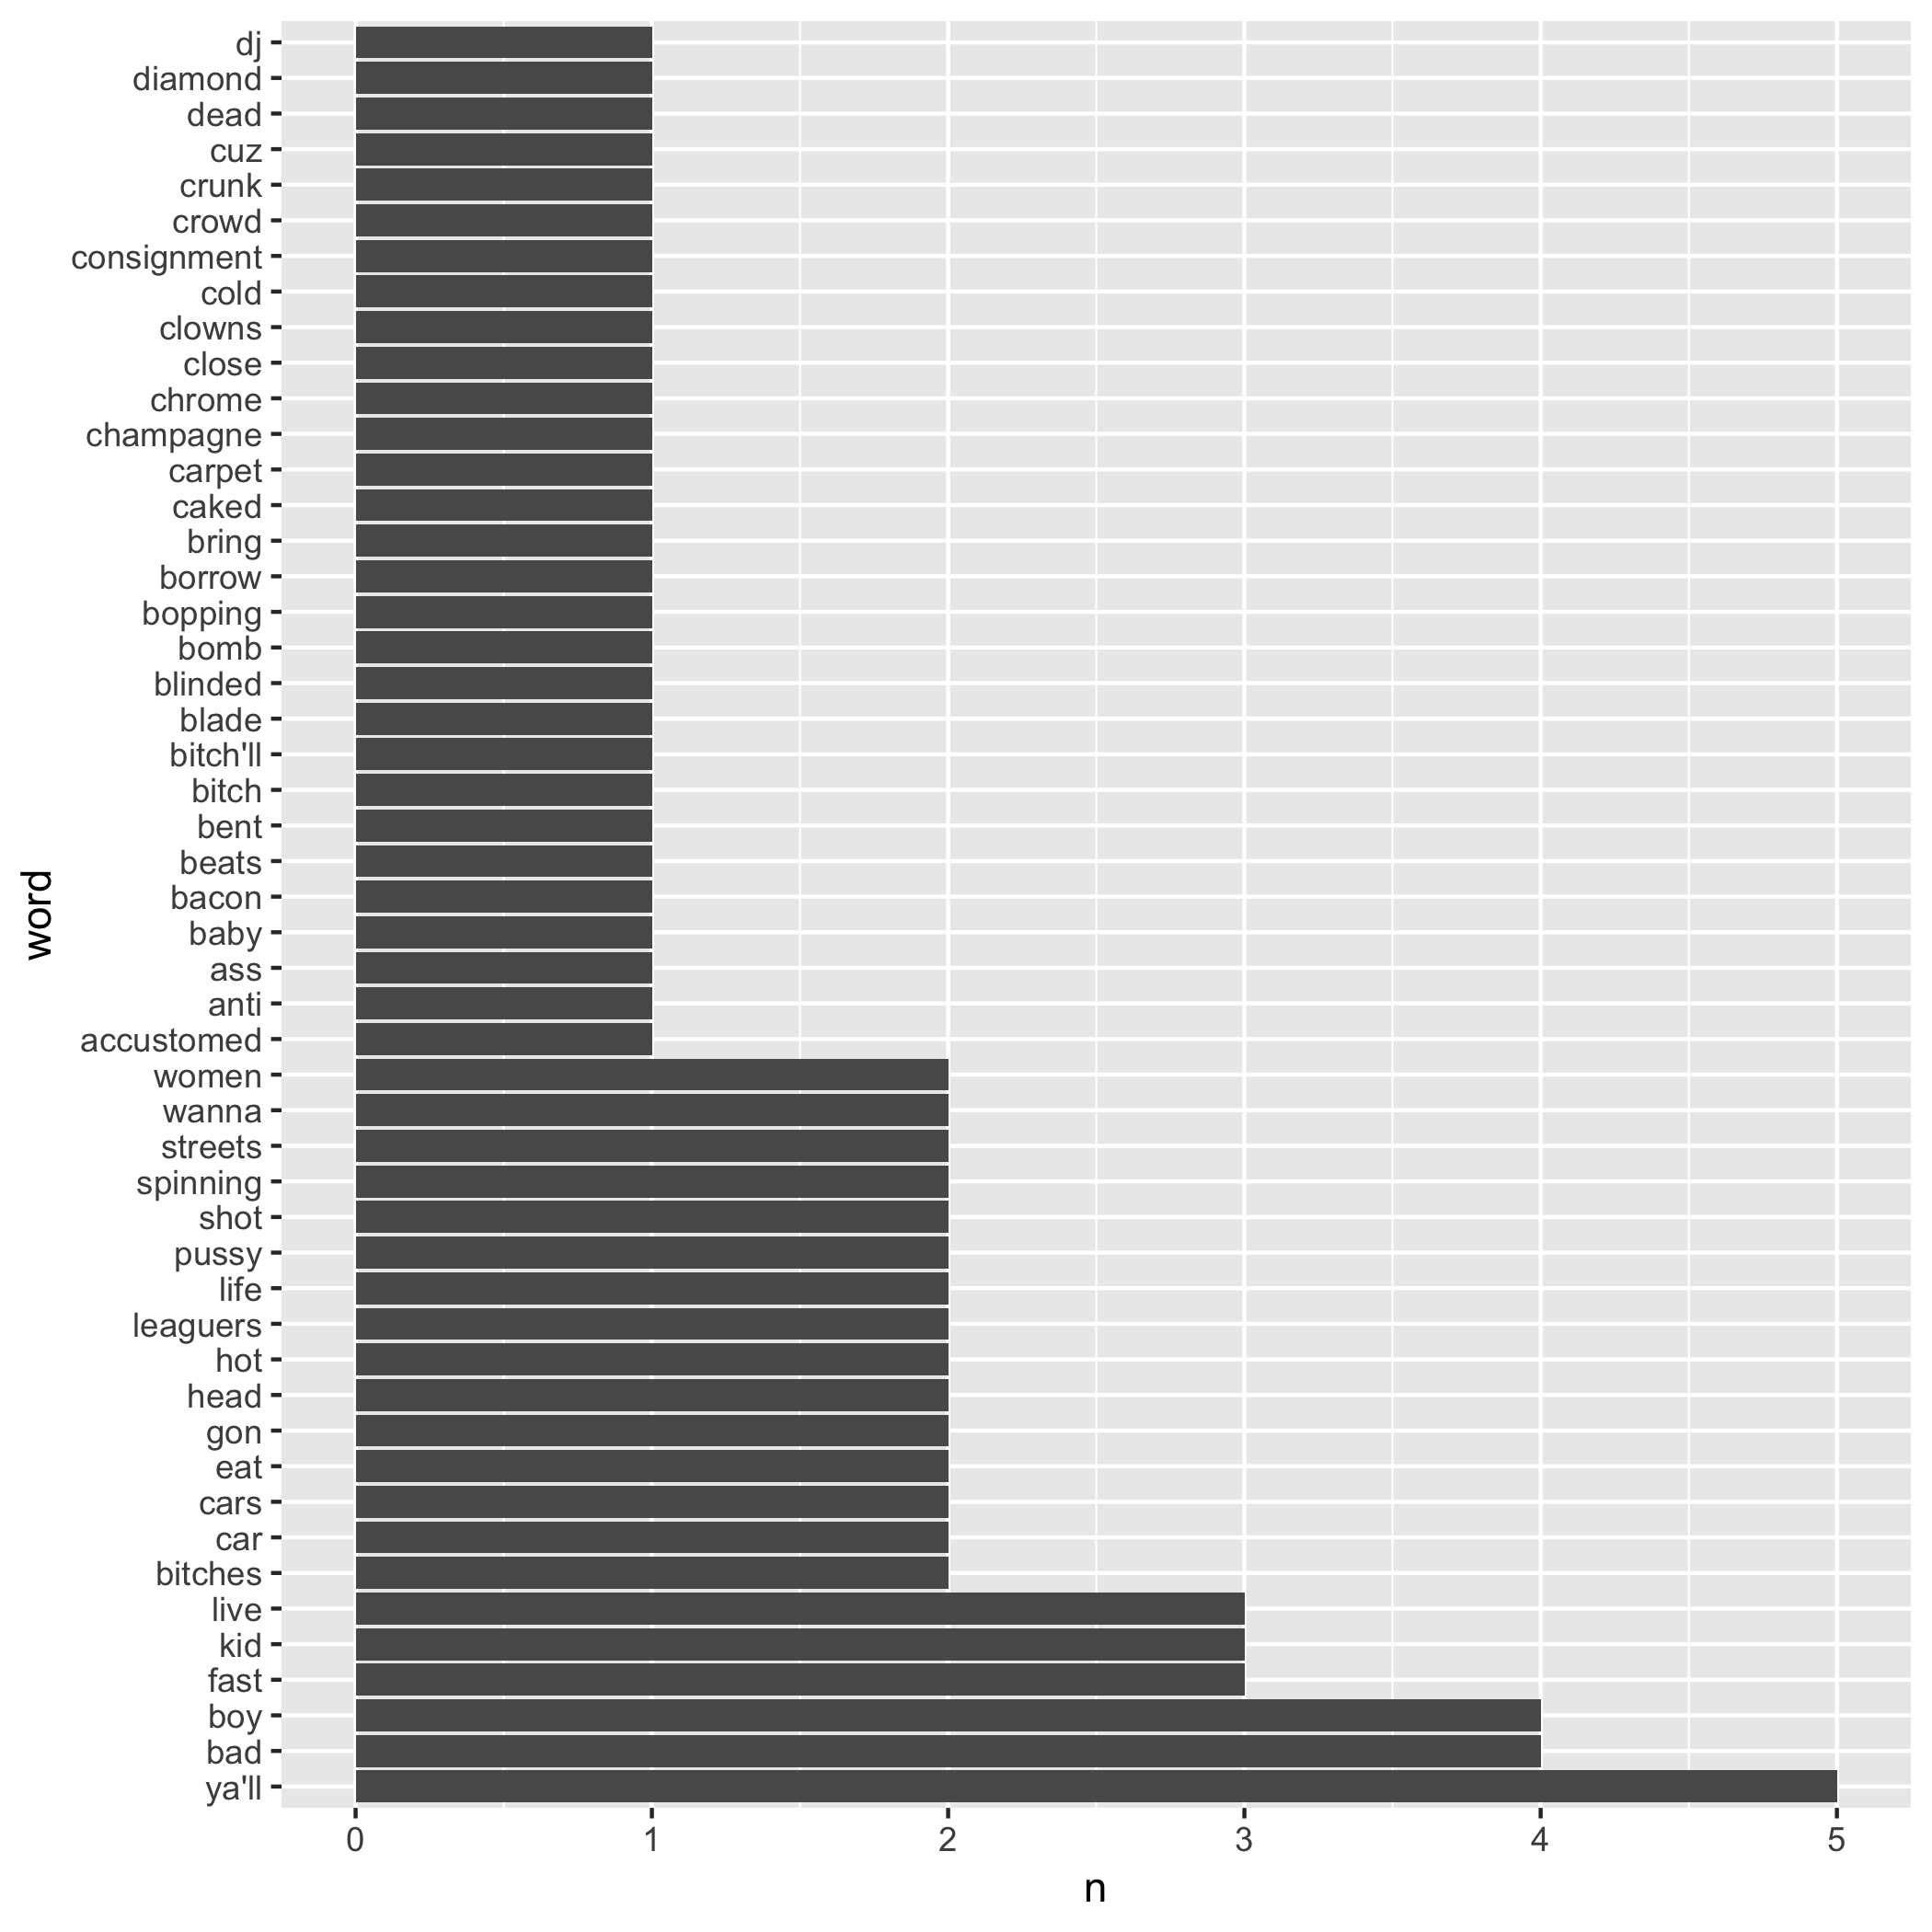 dj
diamond
dead
cuz
crunk
crowd
consignment
cold
clowns
close
chrome
champagne
carpet
caked
bring
borrow
bopping
bomb
blinded
blade
bitch'll
bitch
bent
beats
bacon
baby
ass
anti
accustomed
women
wanna
streets
spinning
shot
pussy
life
leaguers
hot
head
gon
eat
cars
car
bitches
live
kid
fast
boy
bad
ya'll
word
0 1 2 3 4 5
n